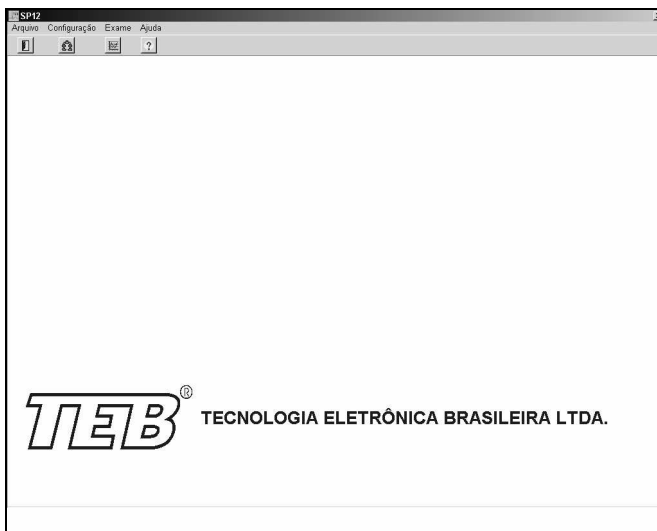 SP12
Arquivo Configuração Exame Ajuda
?
TEB®
TECNOLOGIA ELETRÔNICA BRASILEIRA LTDA.